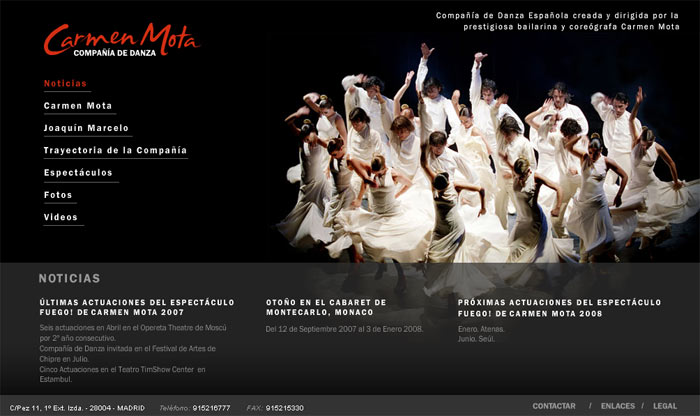 Carmen Mota
COMPAÑÍA DE DANZA
Compañía de Danza Española creada y dirigida por la
prestigiosa bailarina y coreógrafa Carmen Mota
Noticias
Carmen Mota
Joaquín Marcelo
Trayectoria de la Compañía
Espectáculos
Fotos
Videos
NOTICIAS
ÚLTIMAS ACTUACIONES DEL ESPECTÁCULO
FUEGO! DE CARMEN MOTA 2007
Seis actuaciones en Abril en el Opereta Theatre de Moscú
por 2º año consecutivo.
Compañía de Danza invitada en el Festival de Artes de
Chipre en Julio.
Cinco Actuaciones en el Teatro TimShow Center en
Estambul.
OTOÑO EN EL CABARET DE
MONTECARLO, MONACO
Del 12 de Septiembre 2007 al 3 de Enero 2008.
PRÓXIMAS ACTUACIONES DEL ESPECTÁCULO
FUEGO! DE CARMEN MOTA 2008
Enero, Atenas.
Junio. Seúl.
C/Pez 11, 1º Ext. Izda. - 28004 - MADRID Teléfono: 915216777 FAX: 915215330
CONTACTAR / ENLACES / LEGAL